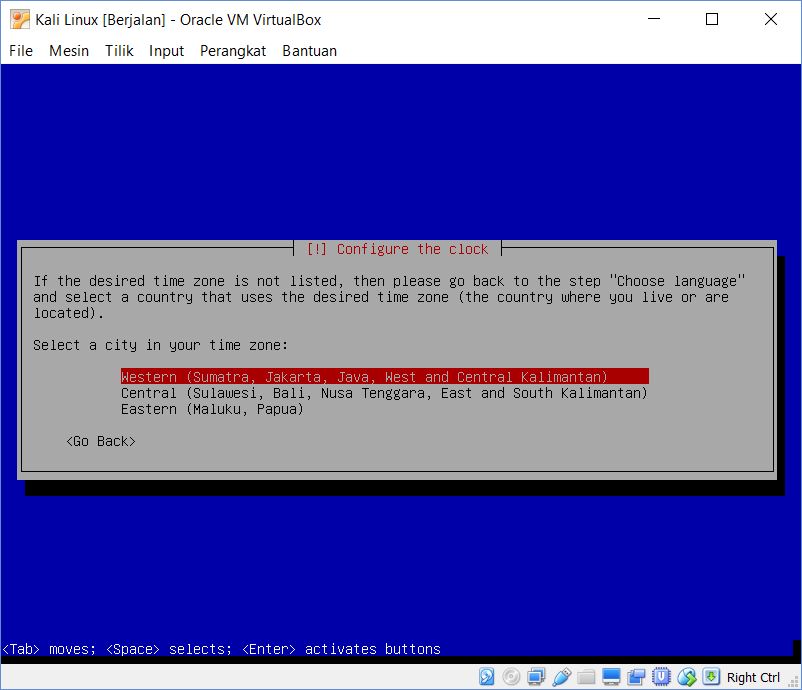 Kali Linux [Berjalan] - Oracle VM VirtualBox
File Mesin Tilik Input Perangkat Bantuan
[!] Configure the clock
If the desired time zone is not listed, then please go back to the step "Choose language"
and select a country that uses the desired time zone (the country where you live or are
located).
Select a city in your time zone:
Western (Sumatra, Jakarta, Java, West and Central Kalimantan)
Central (Sulawesi, Bali, Nusa Tenggara, East and South Kalimantan)
Eastern (Maluku, Papua)
<Go Back>
<Tab> moves; <Space> selects; <Enter> activates buttons
Right Ctrl